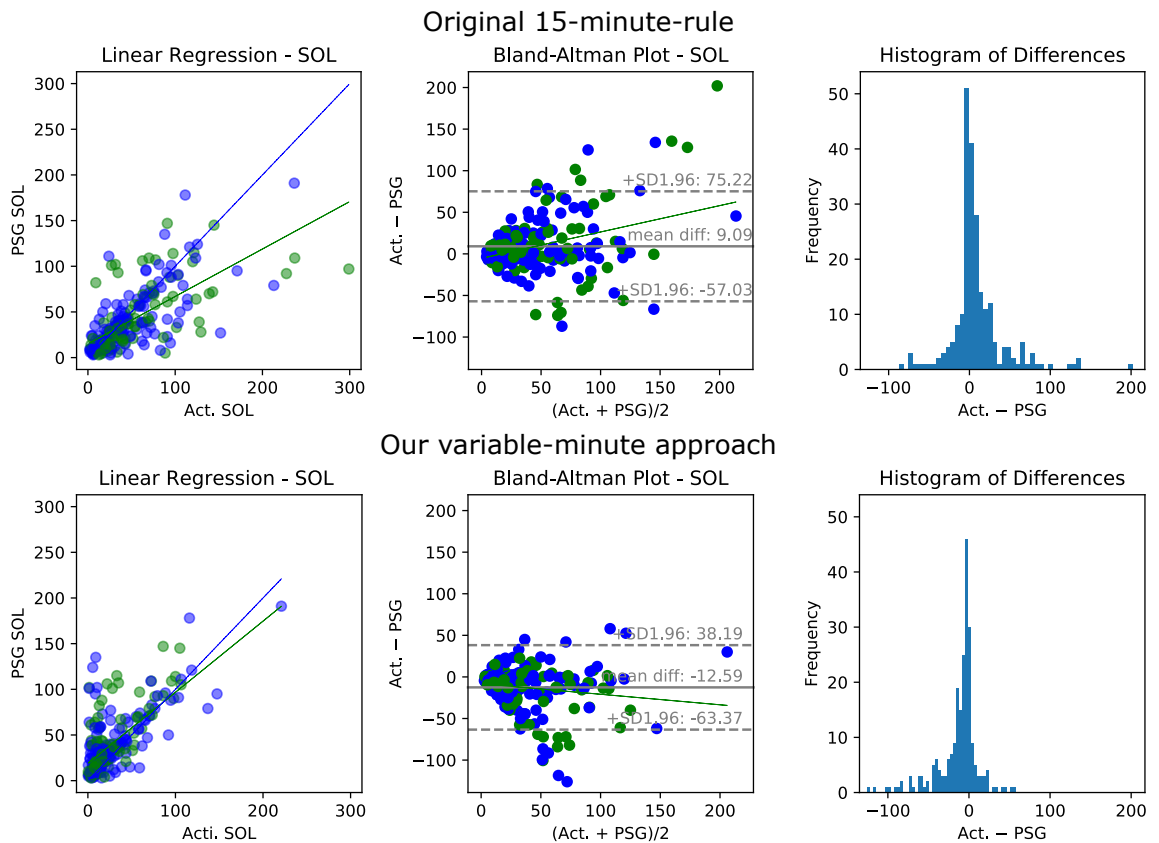 Original 15-minute-rule
Linear Regression - SOL
Bland-Altman Plot - SOL
Histogram of Differences
300
250
200
150
100
50
0
PSG SOL
0 100 200 300
Act. SOL
200
150
100
50
0
−50
−100
Act. − PSG
+SD1.96: 75.22
mean diff: 9.09
+SD1.96: -57.03
0 50 100 150 200
(Act. + PSG)/2
50
40
30
20
10
0
Frequency
−100 0 100 200
Act. − PSG
Our variable-minute approach
Linear Regression - SOL
Bland-Altman Plot - SOL
Histogram of Differences
300
250
200
150
100
50
0
PSG SOL
0 100 200 300
Acti. SOL
200
150
100
50
0
−50
−100
Act. − PSG
+SD1.96: 38.19
mean diff: -12.59
+SD1.96: -63.37
0 50 100 150 200
(Act. + PSG)/2
50
40
30
20
10
0
Frequency
−100 0 100 200
Act. − PSG